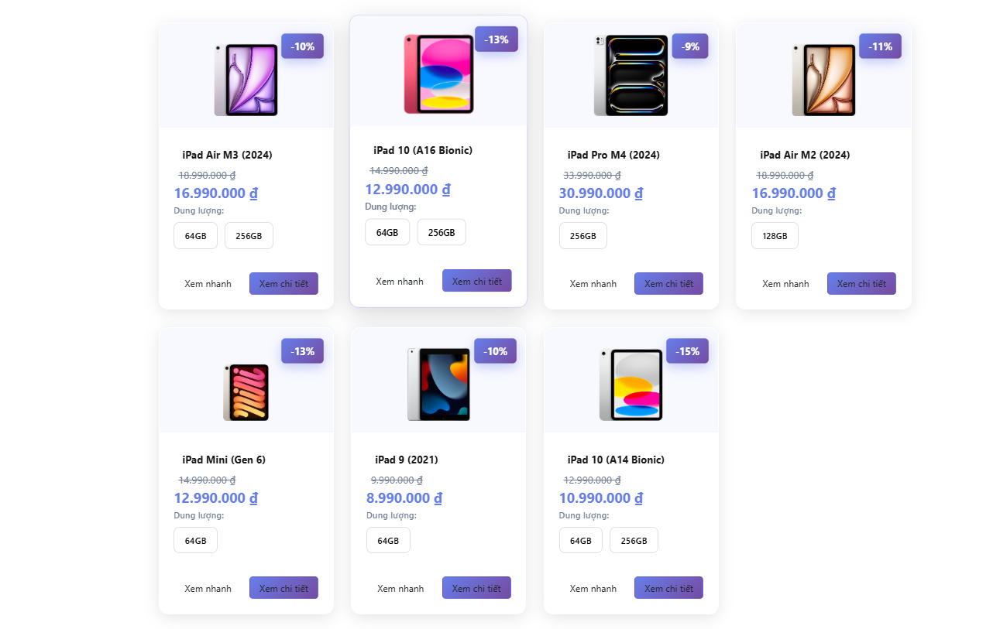 -10%
iPad Air M3 (2024)
18.990.000 ₫
16.990.000 ₫
Dung lượng:
64GB 256GB
Xem nhanh Xem chi tiết
-13%
iPad 10 (A16 Bionic)
14.990.000 ₫
12.990.000 ₫
Dung lượng:
64GB 256GB
Xem nhanh Xem chi tiết
-9%
iPad Pro M4 (2024)
33.990.000 ₫
30.990.000 ₫
Dung lượng:
256GB
Xem nhanh Xem chi tiết
-11%
iPad Air M2 (2024)
18.990.000 ₫
16.990.000 ₫
Dung lượng:
128GB
Xem nhanh Xem chi tiết
-13%
iPad Mini (Gen 6)
14.990.000 ₫
12.990.000 ₫
Dung lượng:
64GB
Xem nhanh Xem chi tiết
-10%
iPad 9 (2021)
9.990.000 ₫
8.990.000 ₫
Dung lượng:
64GB
Xem nhanh Xem chi tiết
-15%
iPad 10 (A14 Bionic)
12.990.000 ₫
10.990.000 ₫
Dung lượng:
64GB 256GB
Xem nhanh Xem chi tiết